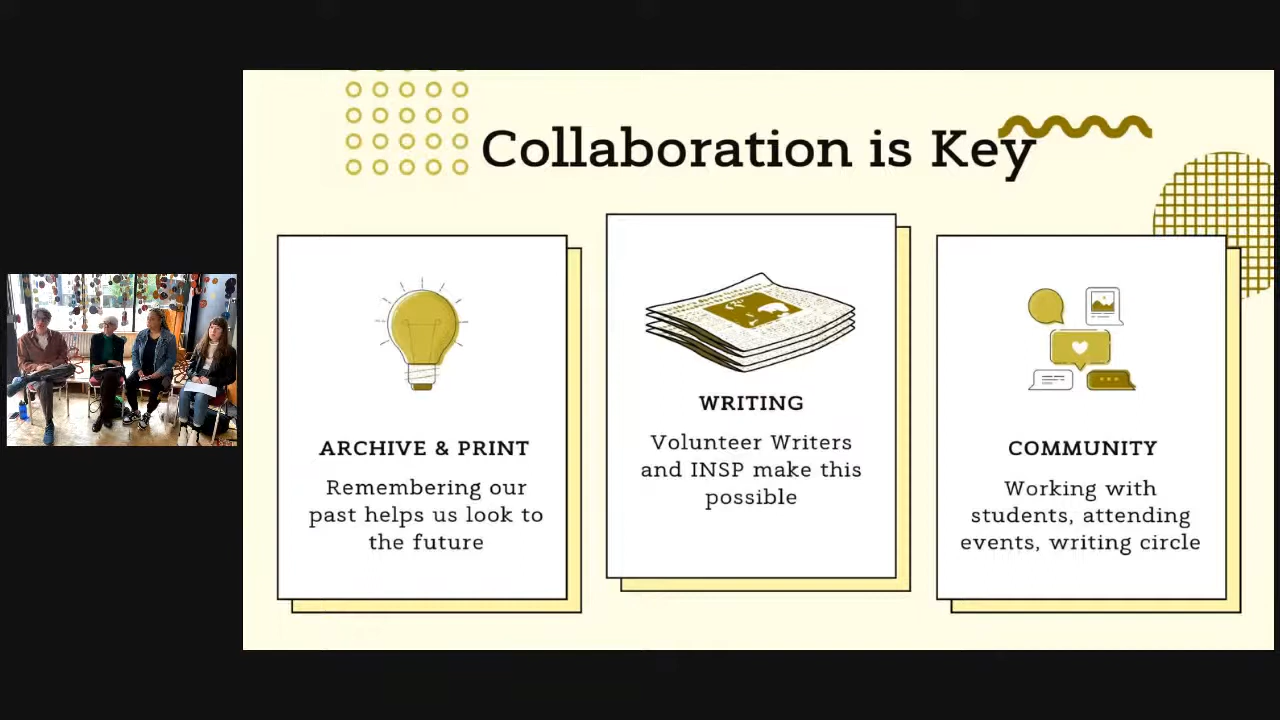 Collaboration is Key
ARCHIVE & PRINT
Remembering our
past helps us look to
the future
WRITING
Volunteer Writers
and INSP make this
possible
COMMUNITY
Working with
students, attending
events, writing circle